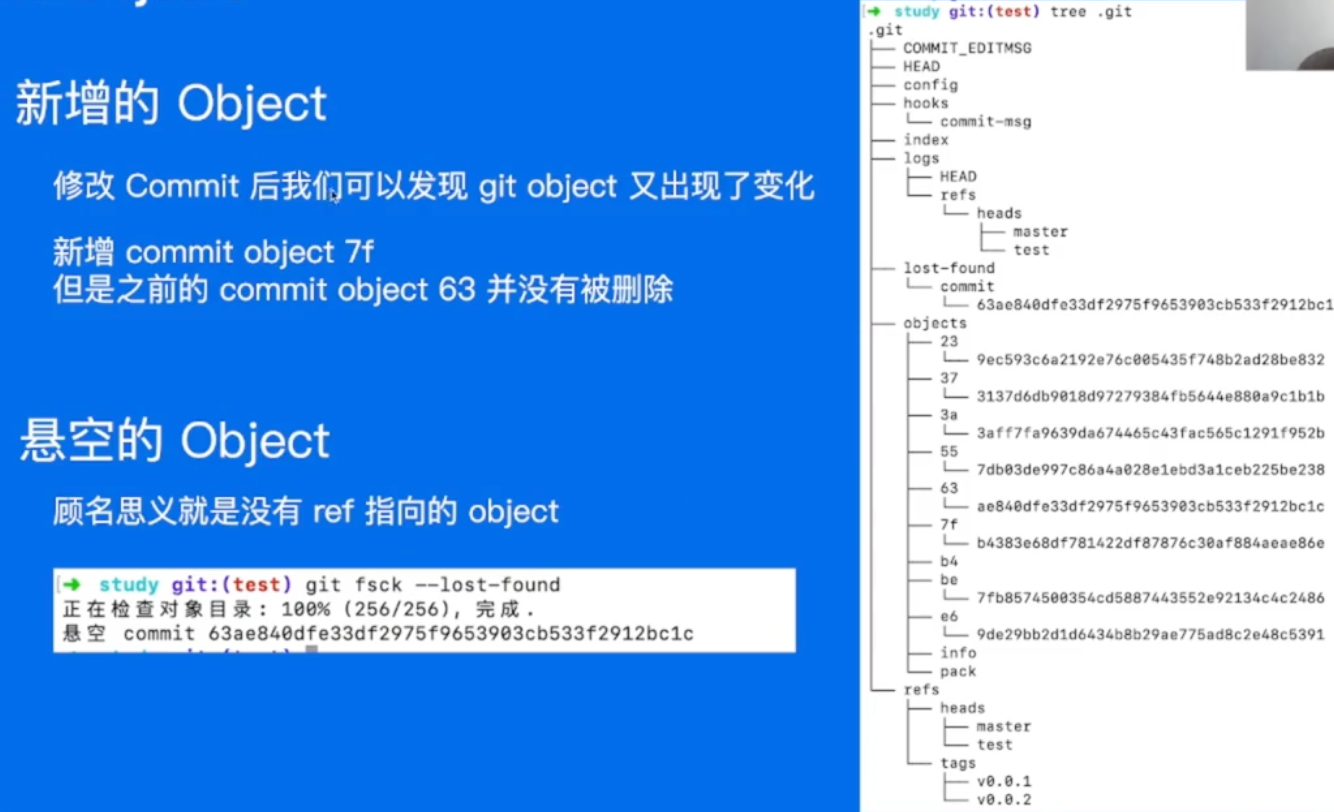 新增的 Object
修改 Commit 后我们可以发现 git object 又出现了变化
新增 commit object 7f
但是之前的 commit object 63 并没有被删除
悬空的 Object
顾名思义就是没有 ref 指向的 object
[➜ study git:(test) git fsck --lost-found
正在检查对象目录: 100% (256/256), 完成.
悬空 commit 63ae840dfe33df2975f9653903cb533f2912bc1c
[➜ study git:(test) tree .git
.git
├── COMMIT_EDITMSG
├── HEAD
├── config
├── hooks
│   └── commit-msg
├── index
├── logs
│   ├── HEAD
│   └── refs
│       └── heads
│           ├── master
│           └── test
├── lost-found
│   └── commit
│       └── 63ae840dfe33df2975f9653903cb533f2912bc1
├── objects
│   ├── 23
│   │   └── 9ec593c6a2192e76c005435f748b2ad28be832
│   ├── 37
│   │   └── 3137d6db9018d97279384fb5644e880a9c1b1b
│   ├── 3a
│   │   └── 3aff7fa9639da674465c43fac565c1291f952b
│   ├── 55
│   │   └── 7db03de997c86a4a028e1ebd3a1ceb225be238
│   ├── 63
│   │   └── ae840dfe33df2975f9653903cb533f2912bc1c
│   ├── 7f
│   │   └── b4383e68df781422df87876c30af884aeae86e
│   ├── b4
│   ├── be
│   │   └── 7fb8574500354cd5887443552e92134c4c2486
│   ├── e6
│   │   └── 9de29bb2d1d6434b8b29ae775ad8c2e48c5391
│   ├── info
│   └── pack
└── refs
    ├── heads
    │   ├── master
    │   └── test
    └── tags
        ├── v0.0.1
        └── v0.0.2